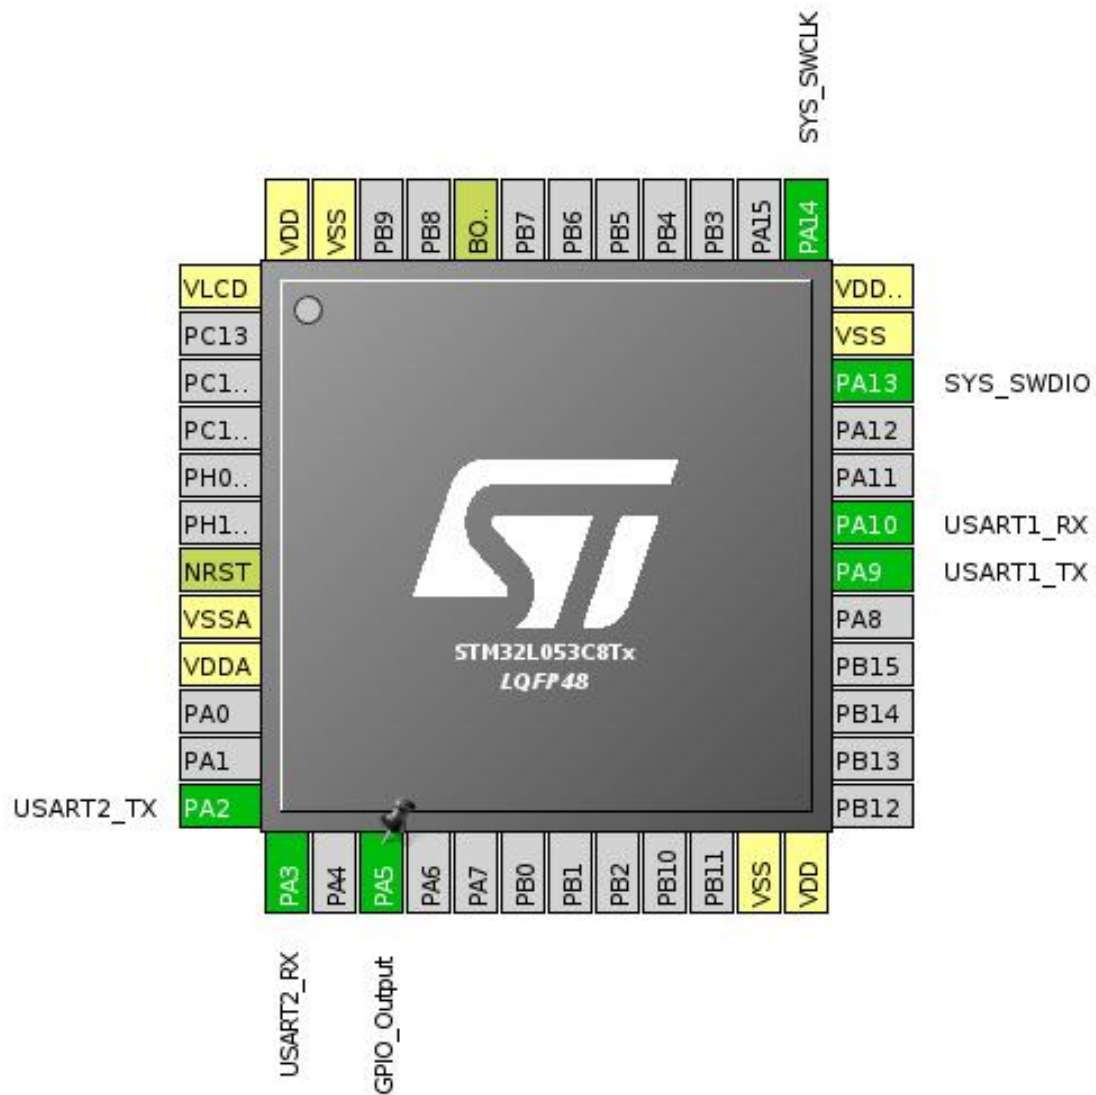 SYS_SWCLK
VDD
VSS
PB9
PB8
BO..
PB7
PB6
PB5
PB4
PB3
PA15
PA14
VLCD
PC13
PC1..
PC1..
PH0..
PH1..
NRST
VSSA
VDDA
PA0
PA1
USART2_TX PA2
VDD..
VSS
PA13 SYS_SWDIO
PA12
PA11
PA10 USART1_RX
PA9 USART1_TX
PA8
PB15
PB14
PB13
PB12
ST
STM32L053C8Tx
LQFP48
PA3
PA4
PA5
PA6
PA7
PB0
PB1
PB2
PB10
PB11
VSS
VDD
USART2_RX
GPIO_Output